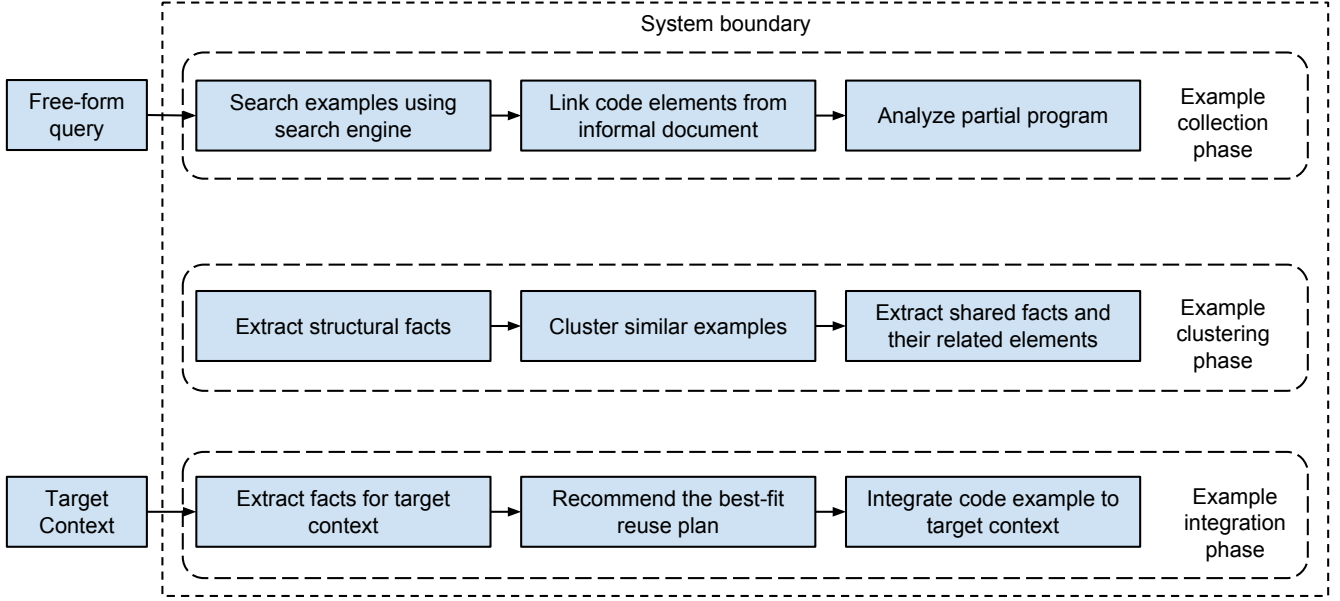 System boundary
Free-form
query
Search examples using
search engine
Link code elements from
informal document
Analyze partial program
Example
collection
phase
Extract structural facts
Cluster similar examples
Extract shared facts and
their related elements
Example
clustering
phase
Target
Context
Extract facts for target
context
Recommend the best-fit
reuse plan
Integrate code example to
target context
Example
integration
phase